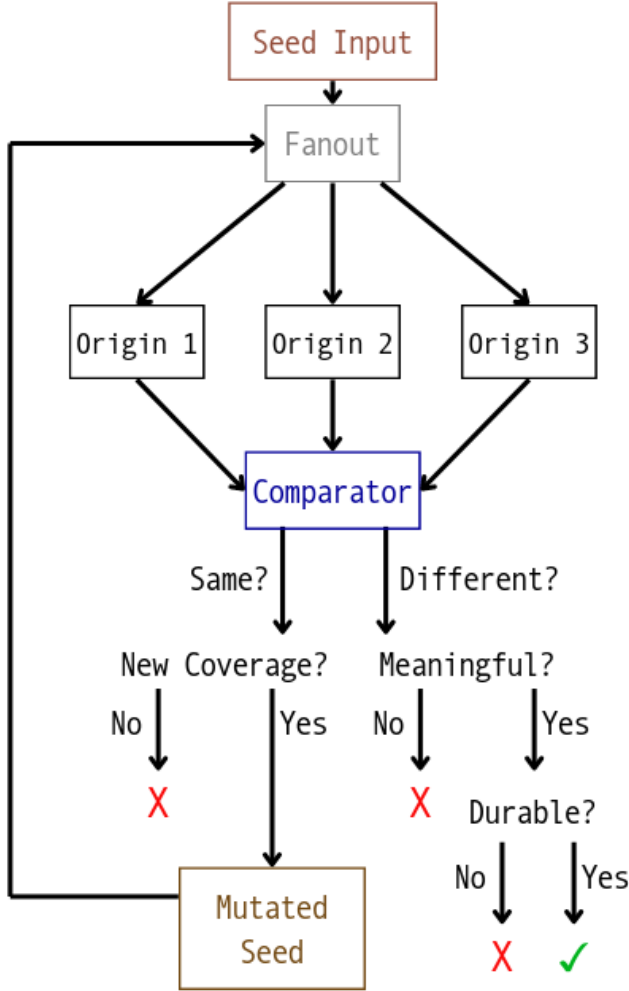 Seed Input
Fanout
Origin 1
Origin 2
Origin 3
Comparator
Same?
Different?
New Coverage?
Meaningful?
No
Yes
No
Yes
X
X
Durable?
No
Yes
Mutated
Seed
X
✓